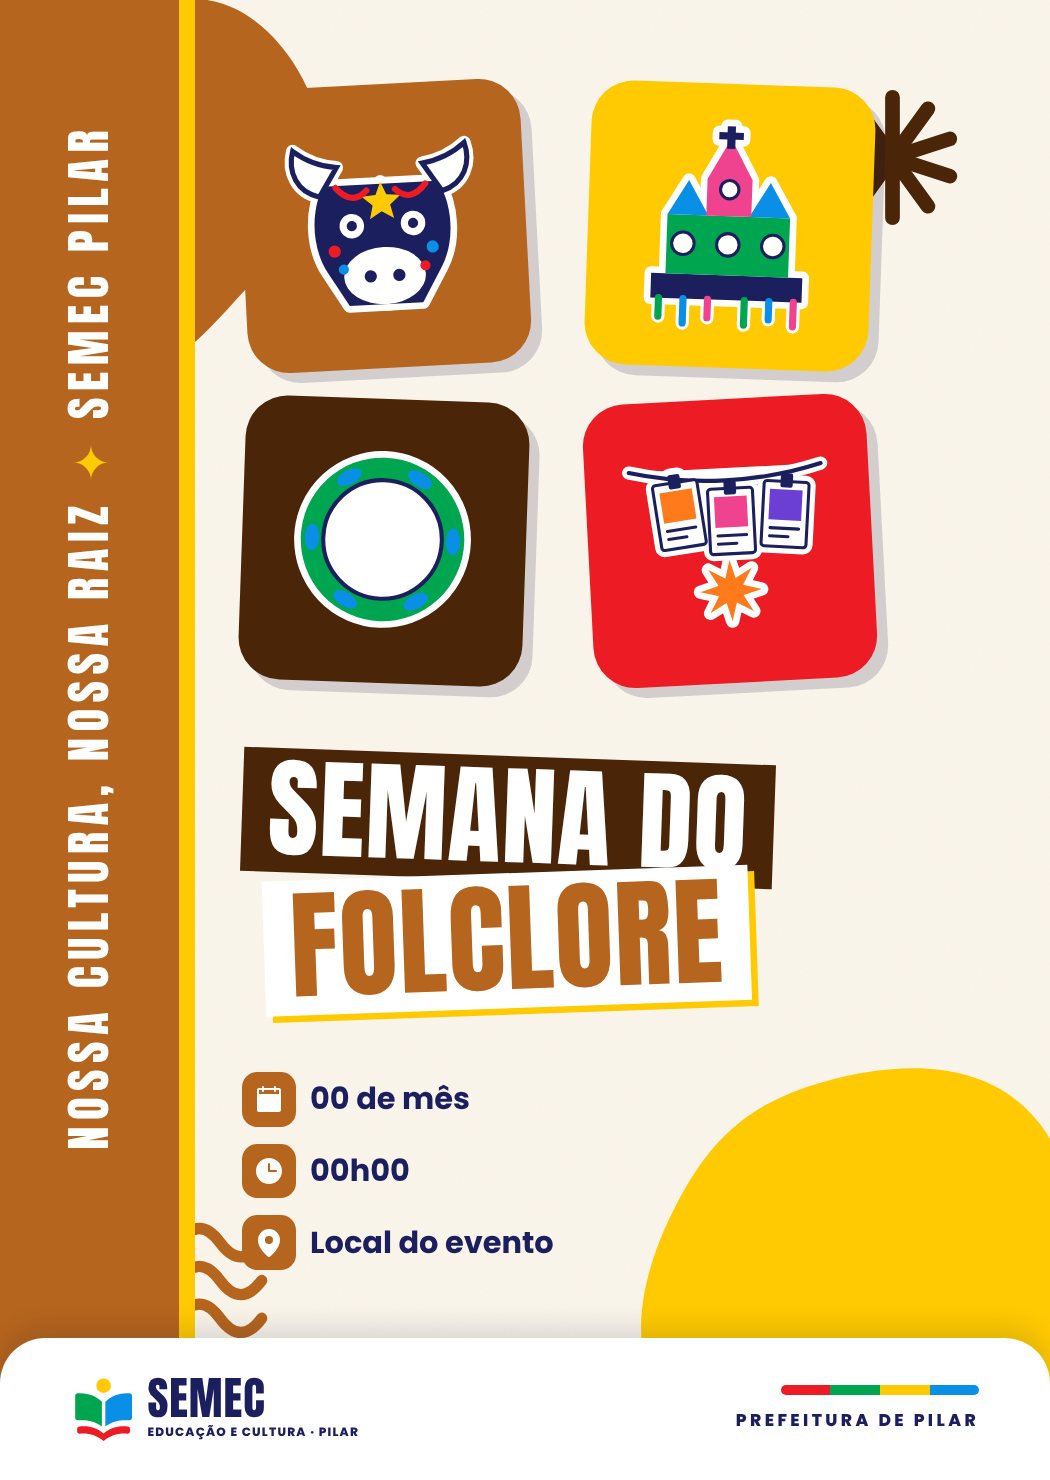 NOSSA CULTURA, NOSSA RAIZ ✦ SEMEC PILAR
SEMANA DO
FOLCLORE
00 de mês
00h00
Local do evento
SEMEC
EDUCAÇÃO E CULTURA · PILAR
PREFEITURA DE PILAR